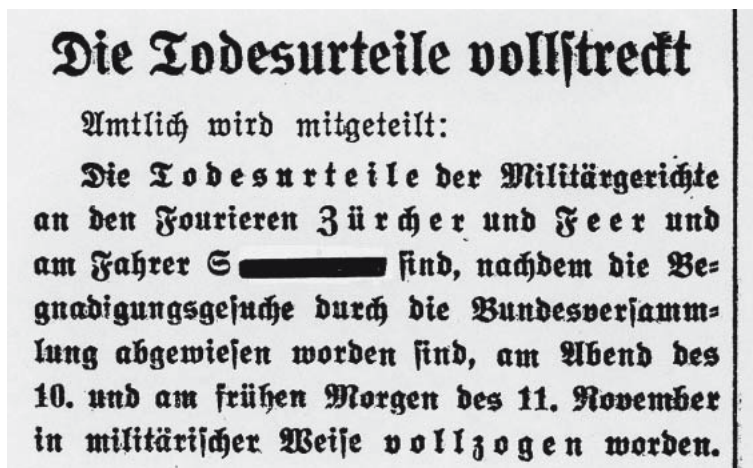 Die Todesurteile vollstreckt
Amtlich wird mitgeteilt:
Die Todesurteile der Militärgerichte
an den Fourieren Zürcher und Feer und
am Fahrer S sind, nachdem die Be=
gnadigungsgesuche durch die Bundesversamm=
lung abgewiesen worden sind, am Abend des
10. und am frühen Morgen des 11. November
in militärischer Weise vollzogen worden.